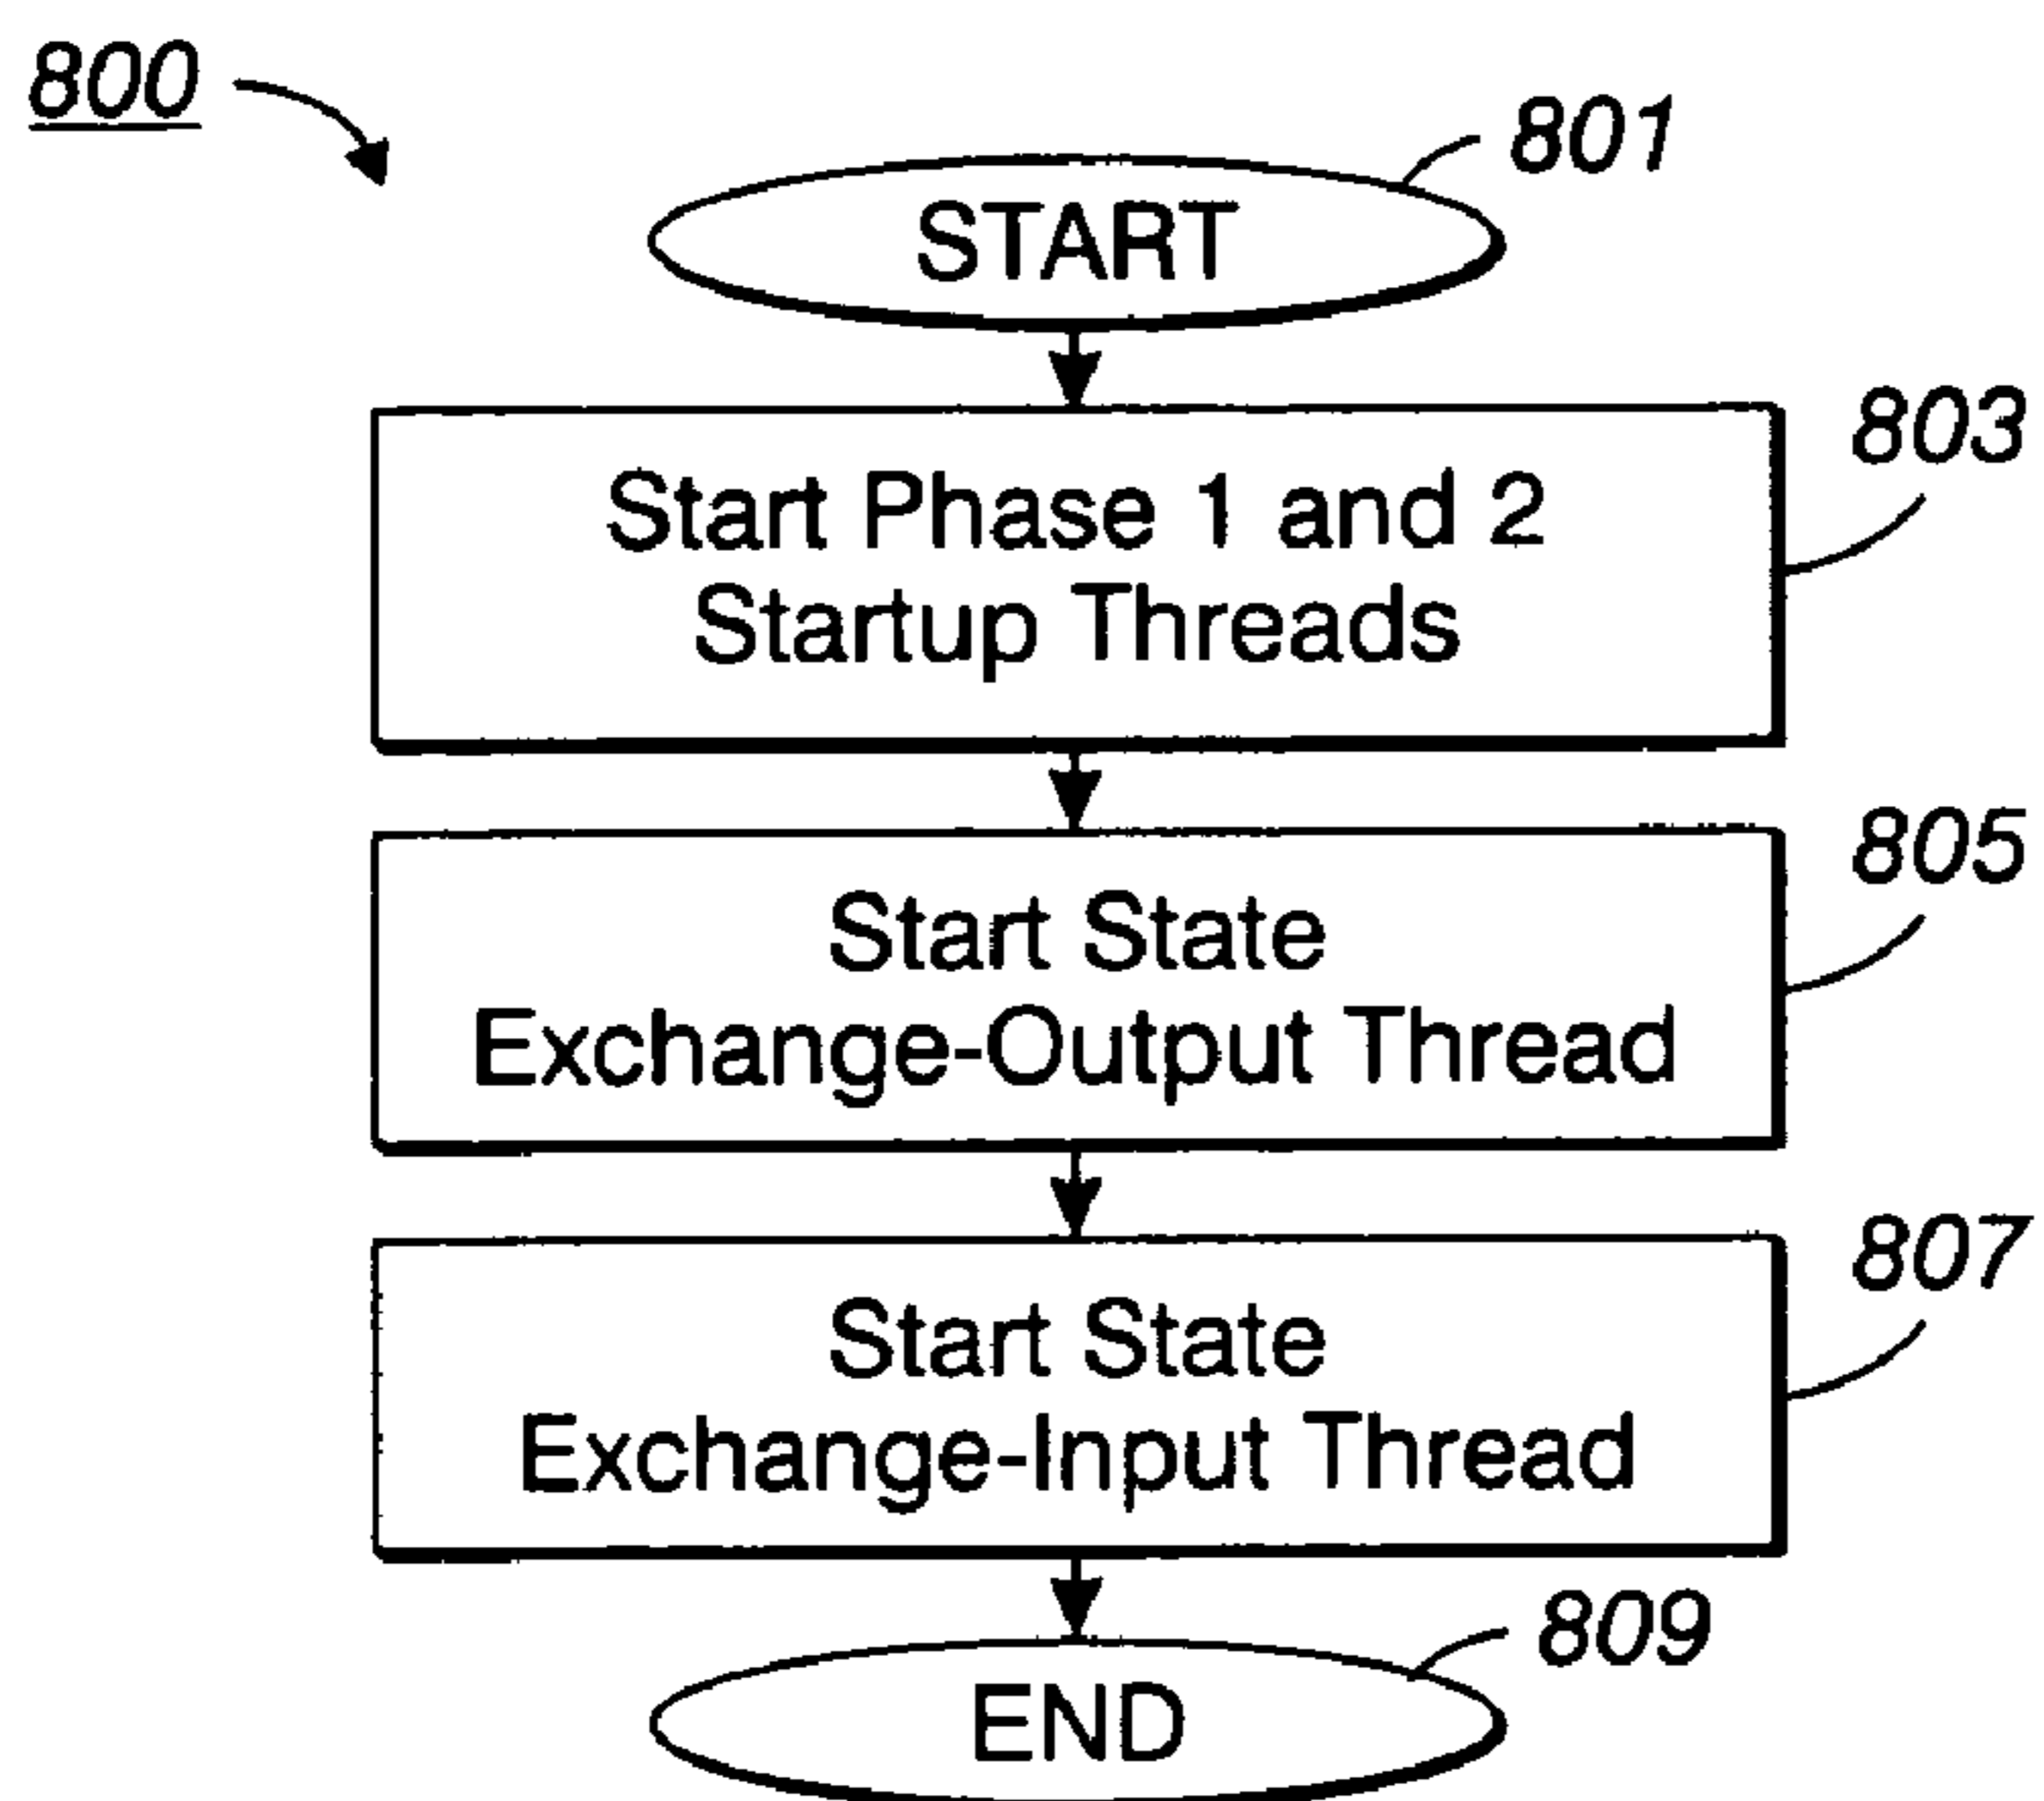 800
801
START
803
Start Phase 1 and 2
Startup Threads
805
Start State
Exchange-Output Thread
807
Start State
Exchange-Input Thread
809
END